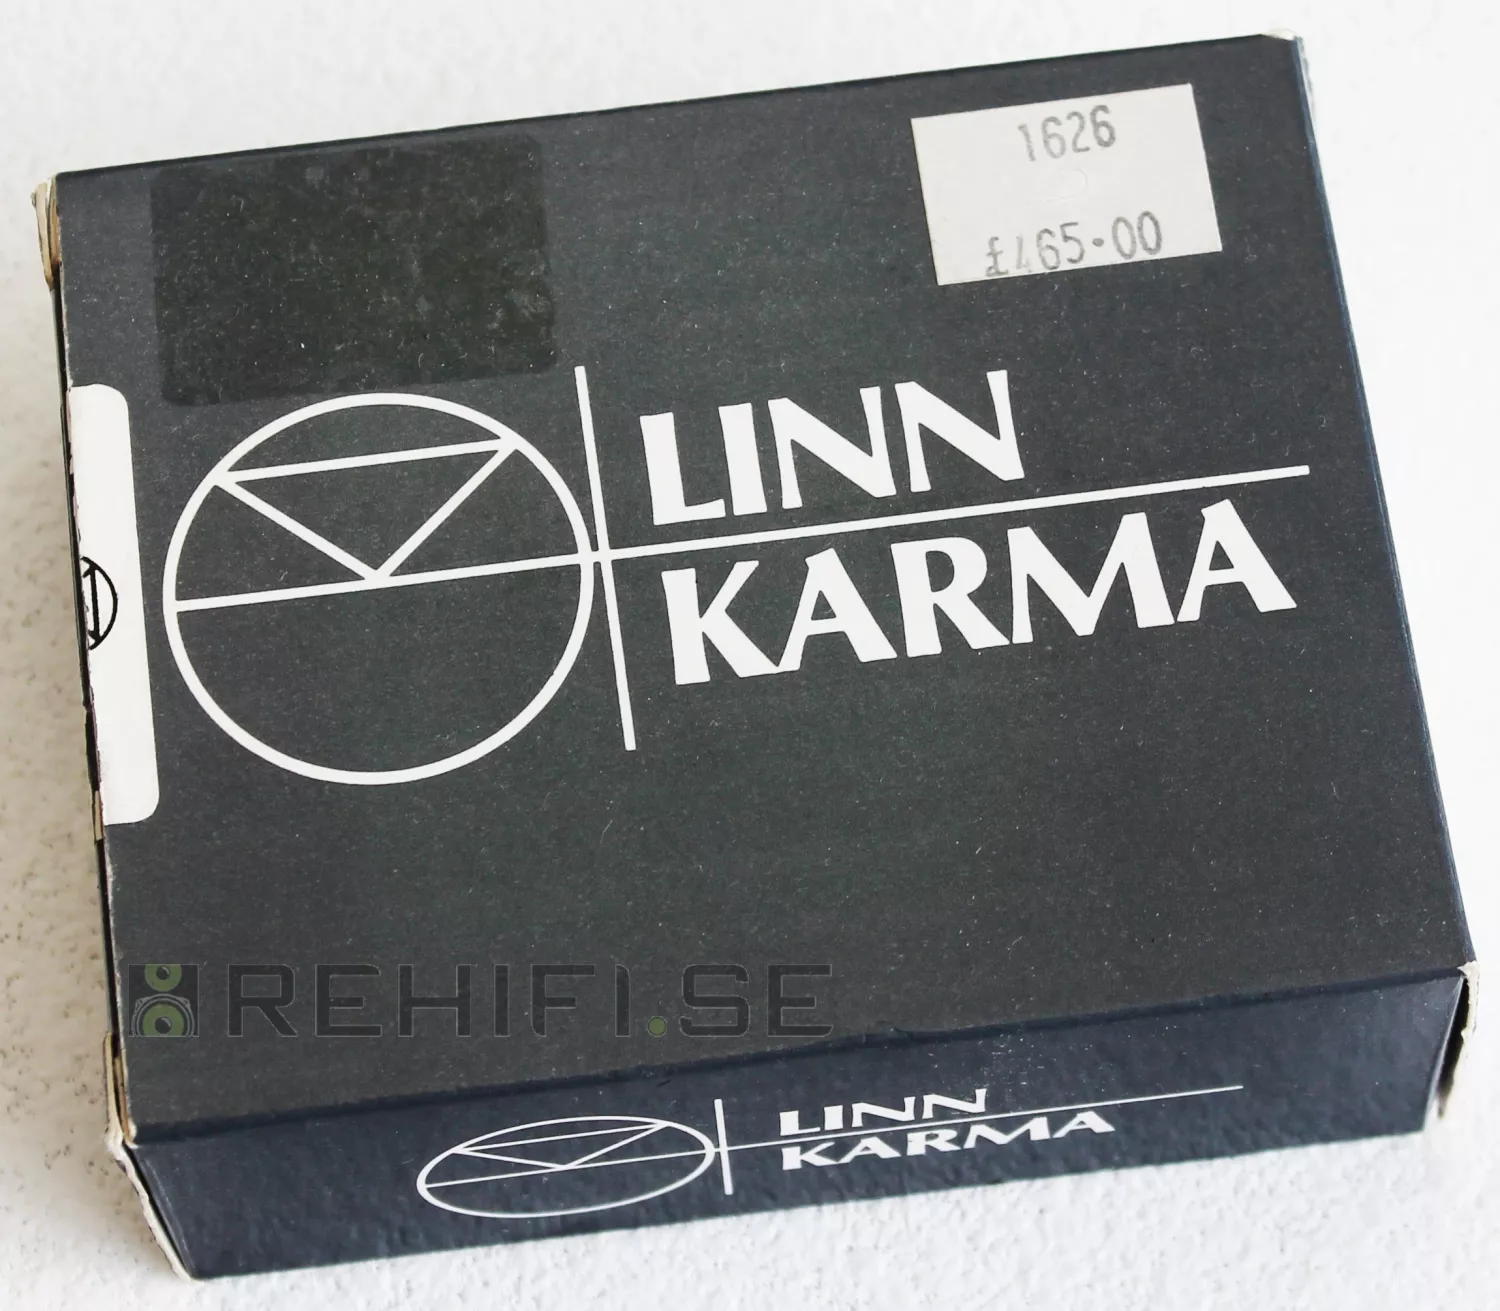 1626
£465.00
LINN
KARMA
REHIFI.SE
LINN
KARMA